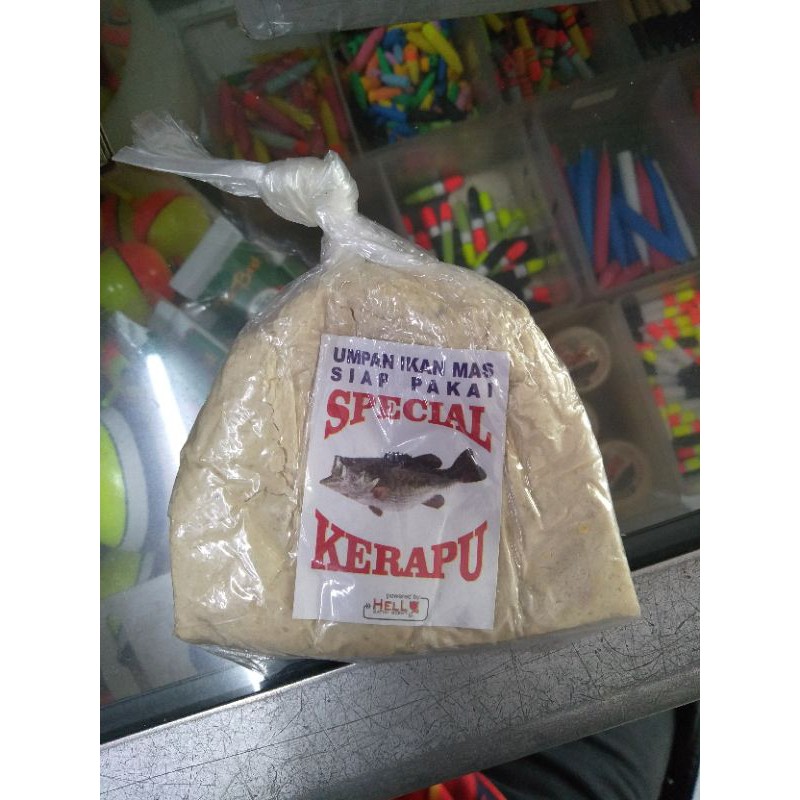 UMPAN IKAN MAS
SIAP PAKAI
SPECIAL
KERAPU
powered by:
HELL